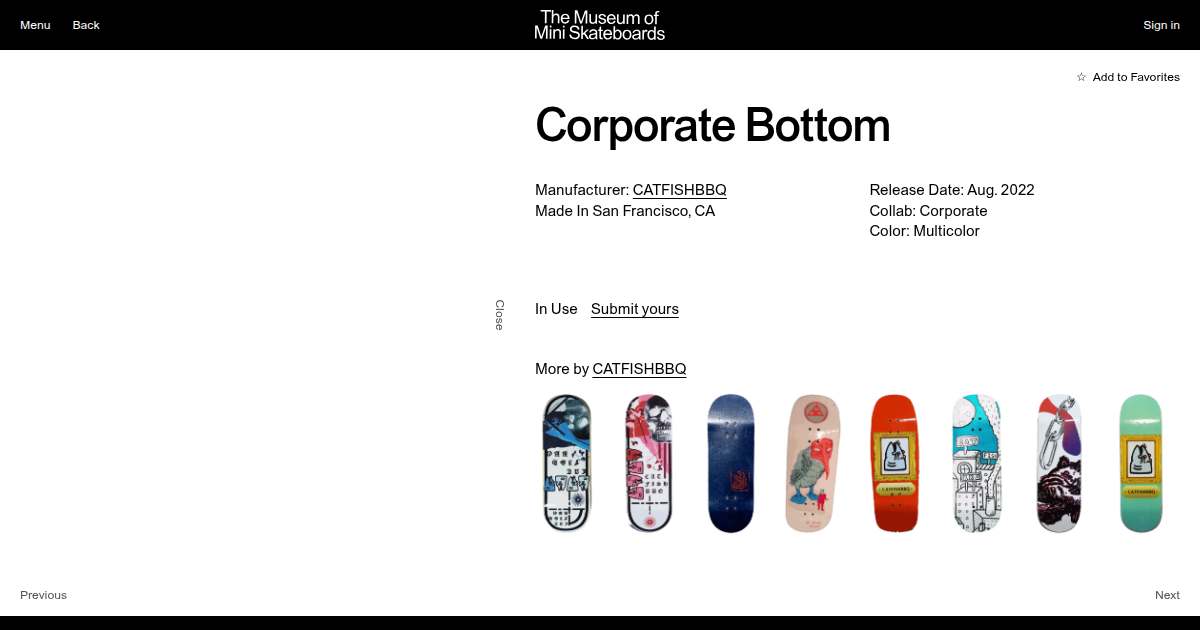 Menu
Back
The Museum of
Mini Skateboards
Sign in
☆ Add to Favorites
Corporate Bottom
Manufacturer: CATFISHBBQ
Made In San Francisco, CA
Release Date: Aug. 2022
Collab: Corporate
Color: Multicolor
Close
In Use
Submit yours
More by CATFISHBBQ
Previous
Next